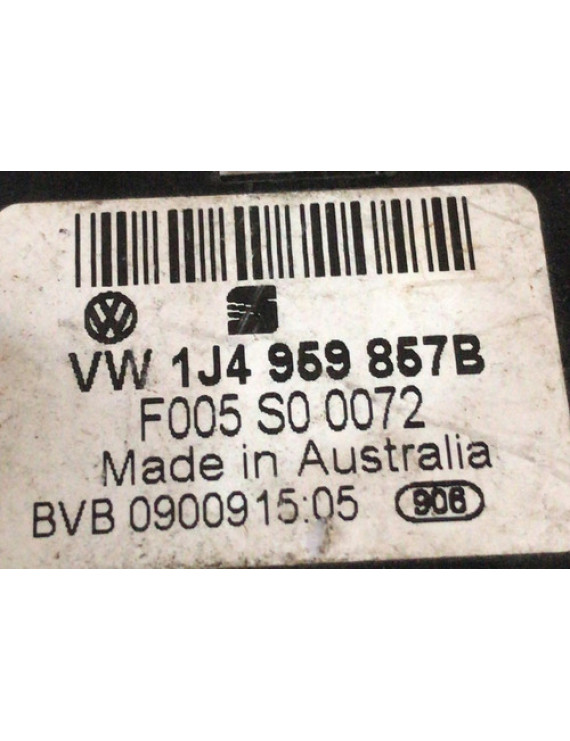 VW 1J4 959 857B
F005 S0 0072
Made in Australia
BVB 0900915:05 906